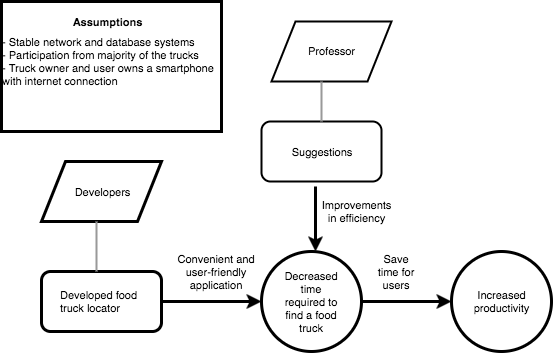 Assumptions
- Stable network and database systems
- Participation from majority of the trucks
- Truck owner and user owns a smartphone
with internet connection
Professor
Suggestions
Developers
Improvements
in efficiency
Convenient and
user-friendly
application
Save
time for
users
Developed food
truck locator
Decreased
time
required to
find a food
truck
Increased
productivity